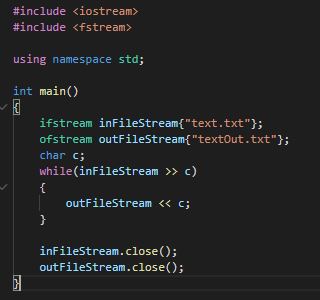 #include <iostream>
#include <fstream>
using namespace std;
int main()
{
ifstream inFileStream{"text.txt"};
ofstream outFileStream{"textOut.txt"};
char c;
while(inFileStream >> c)
{
outFileStream << c;
}
inFileStream.close();
outFileStream.close();
}